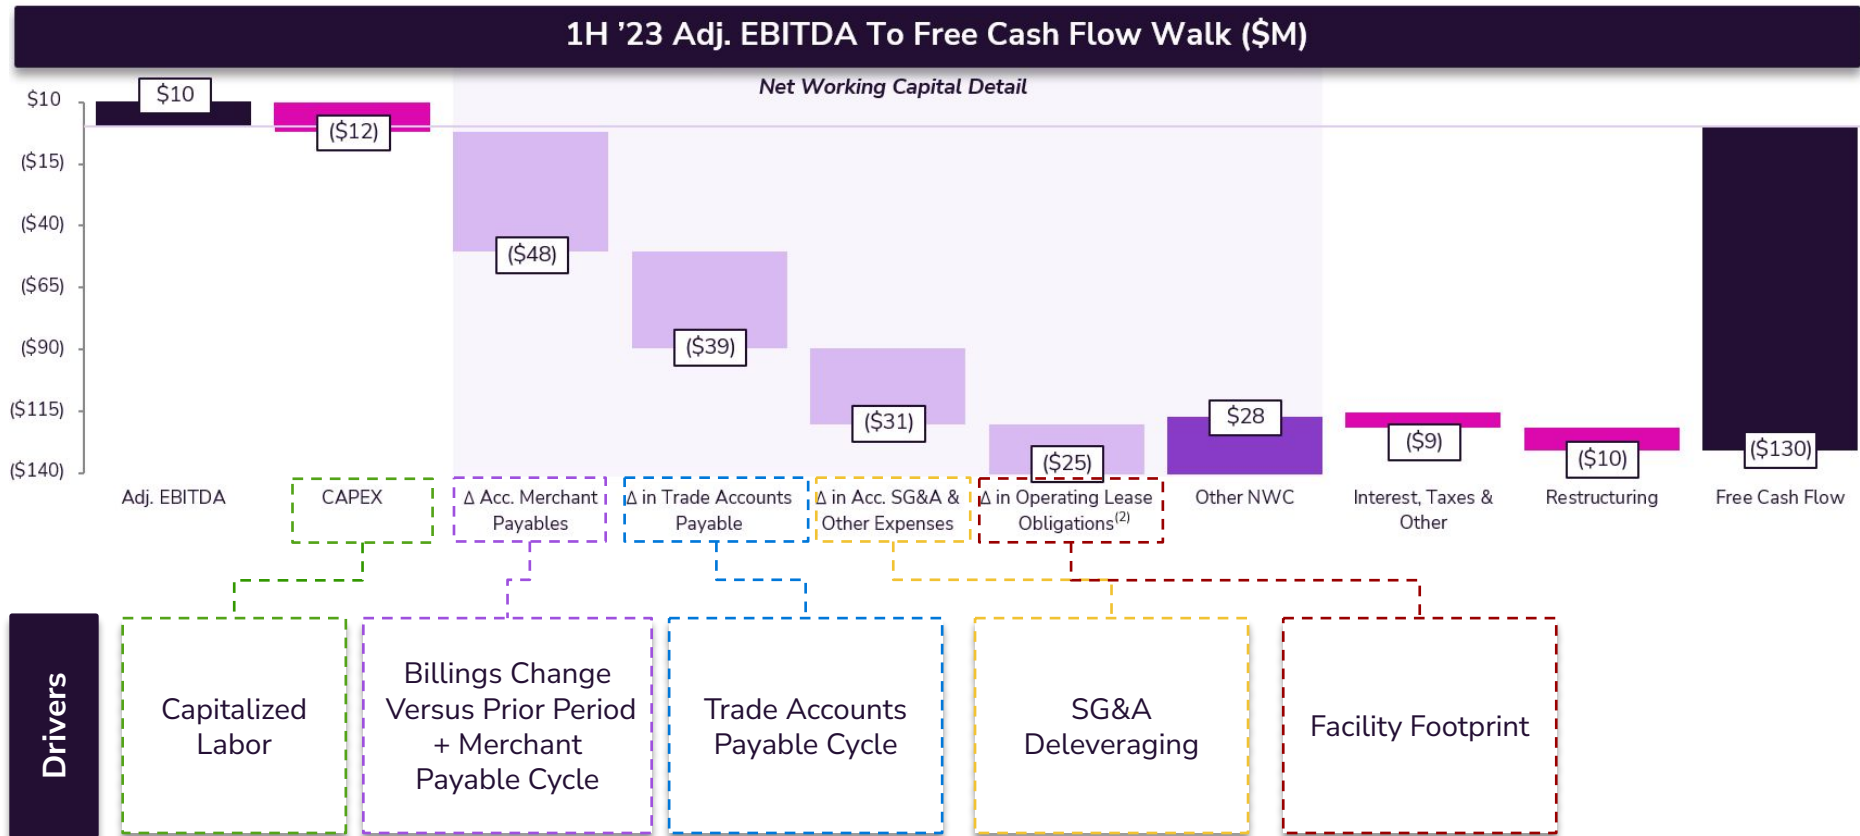 1H ’23 Adj. EBITDA To Free Cash Flow Walk ($M)
Net Working Capital Detail
$10
($15)
($40)
($65)
($90)
($115)
($140)
$10
($12)
($48)
($39)
($31)
($25)
$28
($9)
($10)
($130)
Adj. EBITDA
CAPEX
Δ Acc. Merchant
Payables
Δ in Trade Accounts
Payable
Δ in Acc. SG&A &
Other Expenses
Δ in Operating Lease
Obligations(2)
Other NWC
Interest, Taxes &
Other
Restructuring
Free Cash Flow
Drivers
Capitalized
Labor
Billings Change
Versus Prior Period
+ Merchant
Payable Cycle
Trade Accounts
Payable Cycle
SG&A
Deleveraging
Facility Footprint